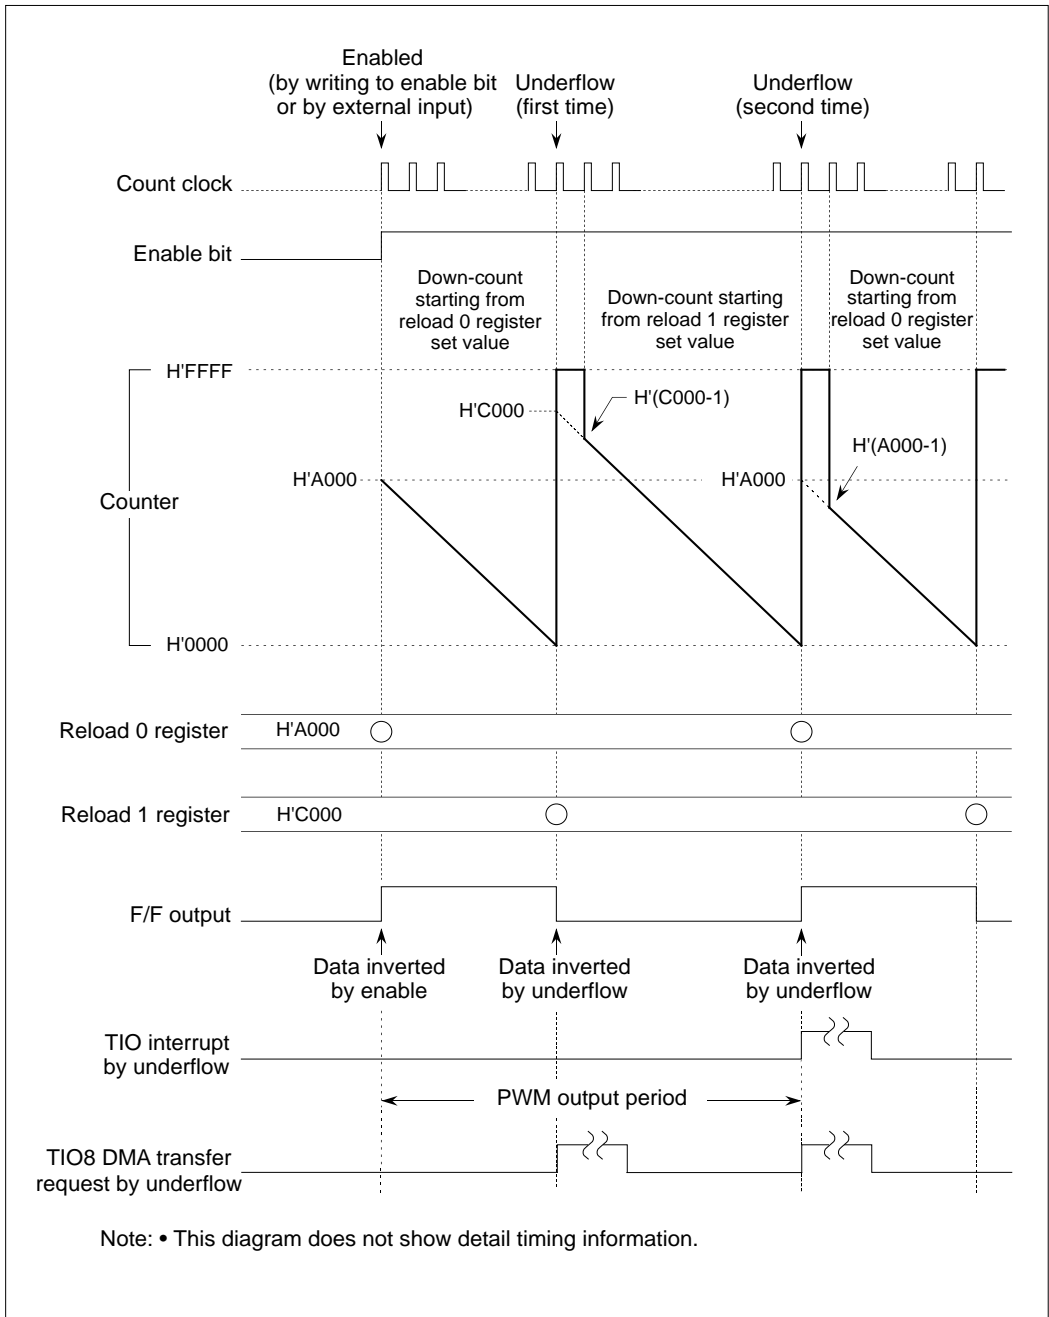 Enabled
(by writing to enable bit
or by external input)
Underflow
(first time)
Underflow
(second time)
Count clock
Enable bit
Down-count
starting from
reload 0 register
set value
Down-count starting
from reload 1 register
set value
Down-count
starting from
reload 0 register
set value
H'FFFF
H'C000
H'(C000-1)
H'(A000-1)
H'A000
H'A000
Counter
H'0000
Reload 0 register
H'A000
Reload 1 register
H'C000
F/F output
Data inverted
by enable
Data inverted
by underflow
Data inverted
by underflow
TIO interrupt
by underflow
PWM output period
TIO8 DMA transfer
request by underflow
Note: • This diagram does not show detail timing information.